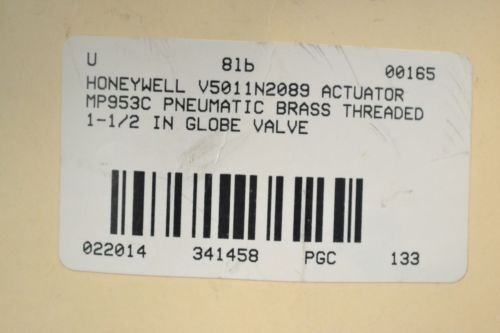 U 8lb 00165
HONEYWELL V5011N2089 ACTUATOR
MP953C PNEUMATIC BRASS THREADED
1-1/2 IN GLOBE VALVE
022014 341458 PGC 133